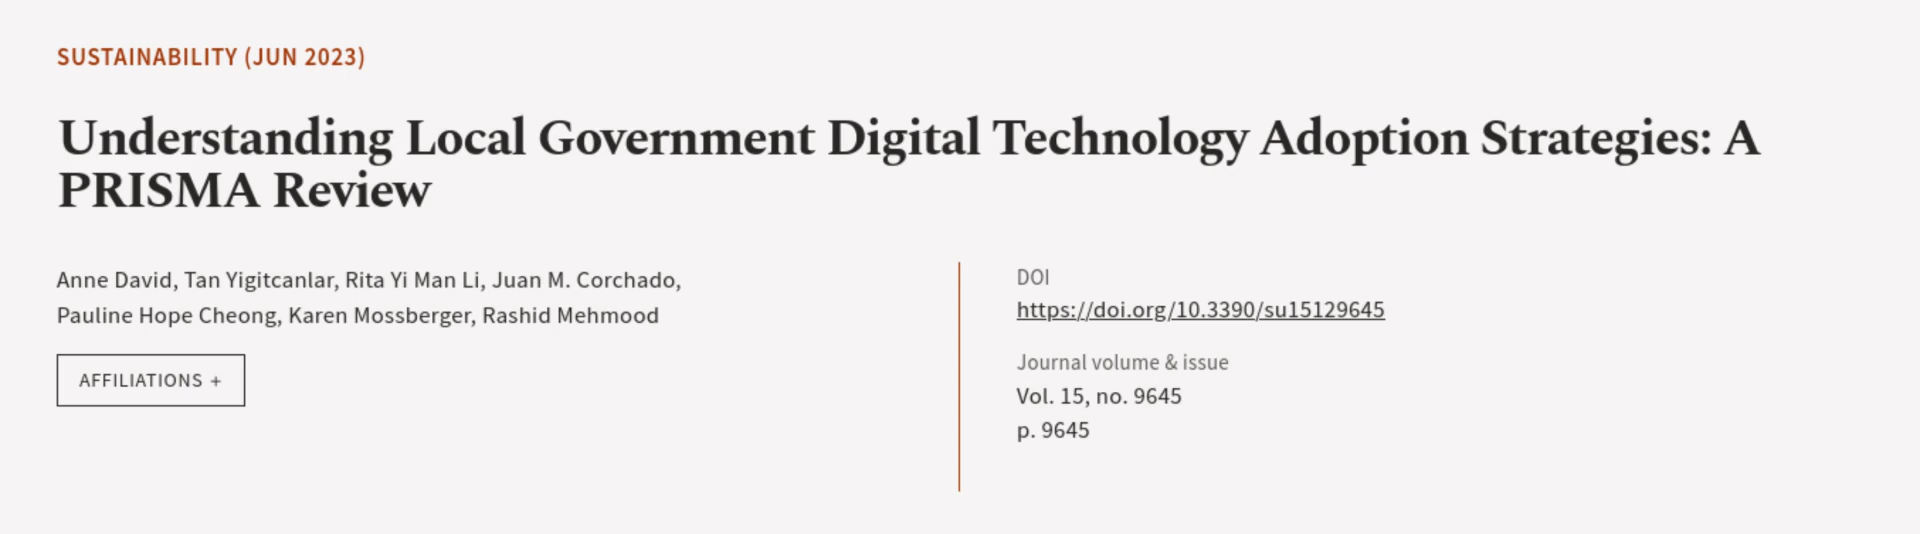 SUSTAINABILITY (JUN 2023)
Understanding Local Government Digital Technology Adoption Strategies: A
PRISMA Review
Anne David, Tan Yigitcanlar, Rita Yi Man Li, Juan M. Corchado,
Pauline Hope Cheong, Karen Mossberger, Rashid Mehmood
AFFILIATIONS +
DOI
https://doi.org/10.3390/su15129645
Journal volume & issue
Vol. 15, no. 9645
p. 9645